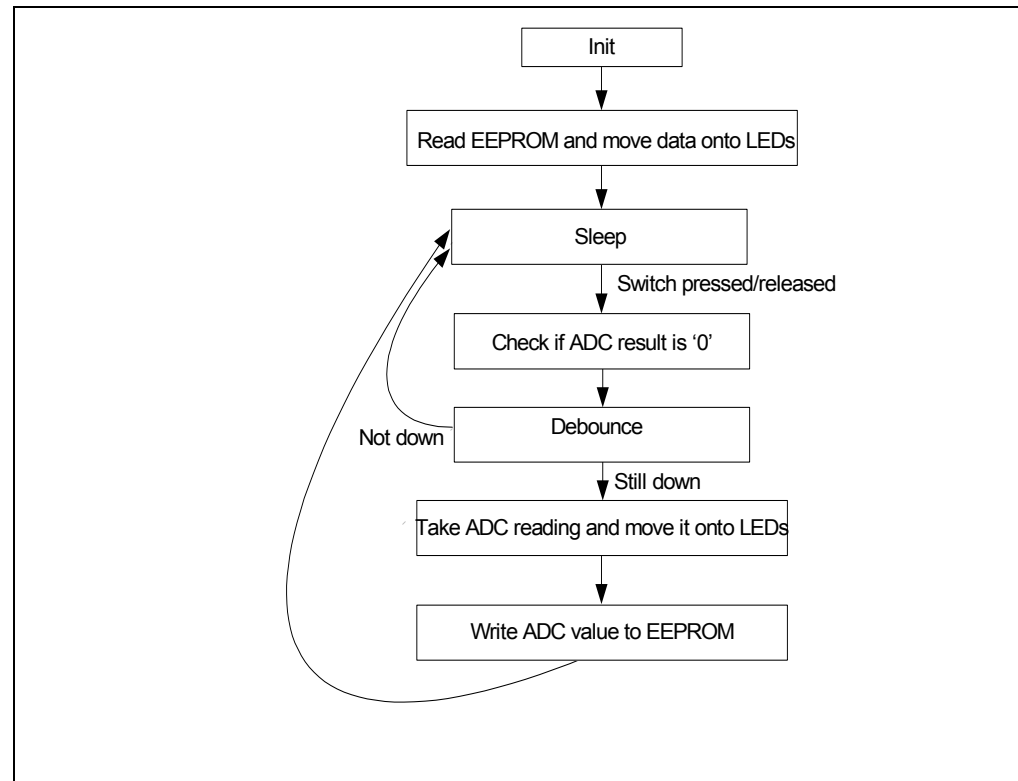 Init
Read EEPROM and move data onto LEDs
Sleep
Switch pressed/released
Check if ADC result is ‘0’
Debounce
Not down
Still down
Take ADC reading and move it onto LEDs
Write ADC value to EEPROM